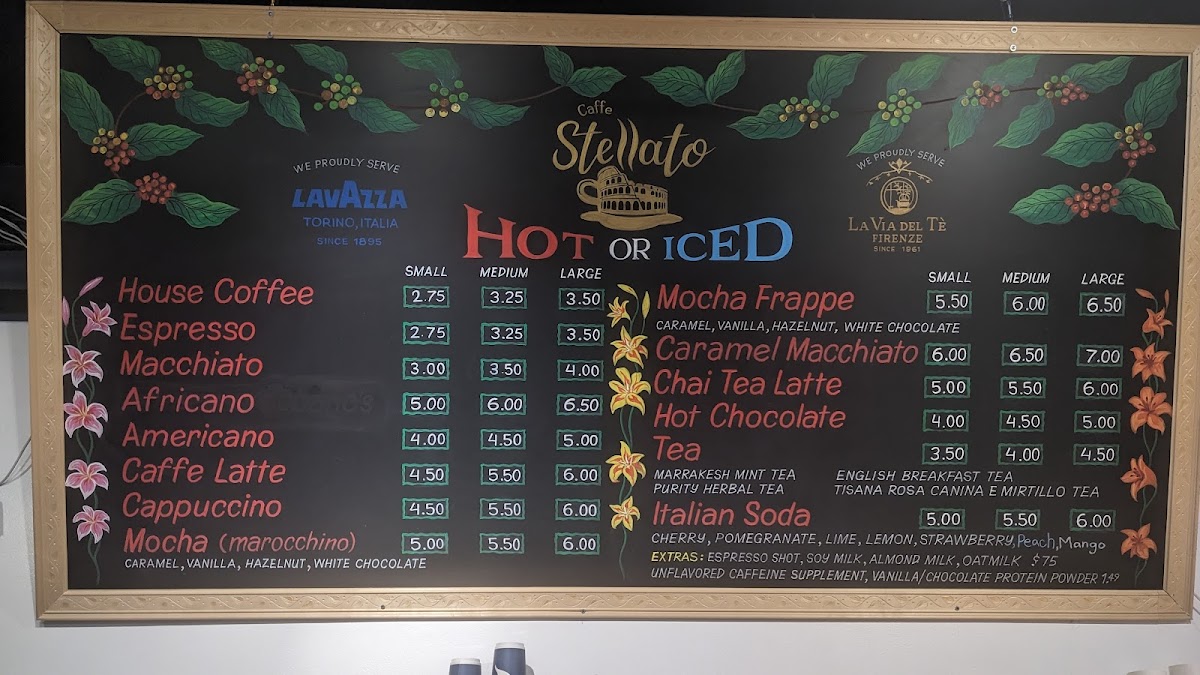 Caffe
Stellato
WE PROUDLY SERVE
LAVAZZA
TORINO, ITALIA
SINCE 1895
WE PROUDLY SERVE
LA VIA DEL TÈ
FIRENZE
SINCE 1961
HOT OR ICED
SMALL MEDIUM LARGE
House Coffee 2.75 3.25 3.50
Espresso 2.75 3.25 3.50
Macchiato 3.00 3.50 4.00
Africano 5.00 6.00 6.50
Americano 4.00 4.50 5.00
Caffe Latte 4.50 5.50 6.00
Cappuccino 4.50 5.50 6.00
Mocha (marocchino) 5.00 5.50 6.00
CARAMEL, VANILLA, HAZELNUT, WHITE CHOCOLATE
SMALL MEDIUM LARGE
Mocha Frappe 5.50 6.00 6.50
CARAMEL, VANILLA, HAZELNUT, WHITE CHOCOLATE
Caramel Macchiato 6.00 6.50 7.00
Chai Tea Latte 5.00 5.50 6.00
Hot Chocolate 4.00 4.50 5.00
Tea 3.50 4.00 4.50
MARRAKESH MINT TEA ENGLISH BREAKFAST TEA
PURITY HERBAL TEA TISANA ROSA CANINA E MIRTILLO TEA
Italian Soda 5.00 5.50 6.00
CHERRY, POMEGRANATE, LIME, LEMON, STRAWBERRY, Peach, Mango
EXTRAS: ESPRESSO SHOT, SOY MILK, ALMOND MILK, OATMILK $75
UNFLAVORED CAFFEINE SUPPLEMENT, VANILLA/CHOCOLATE PROTEIN POWDER 1.49